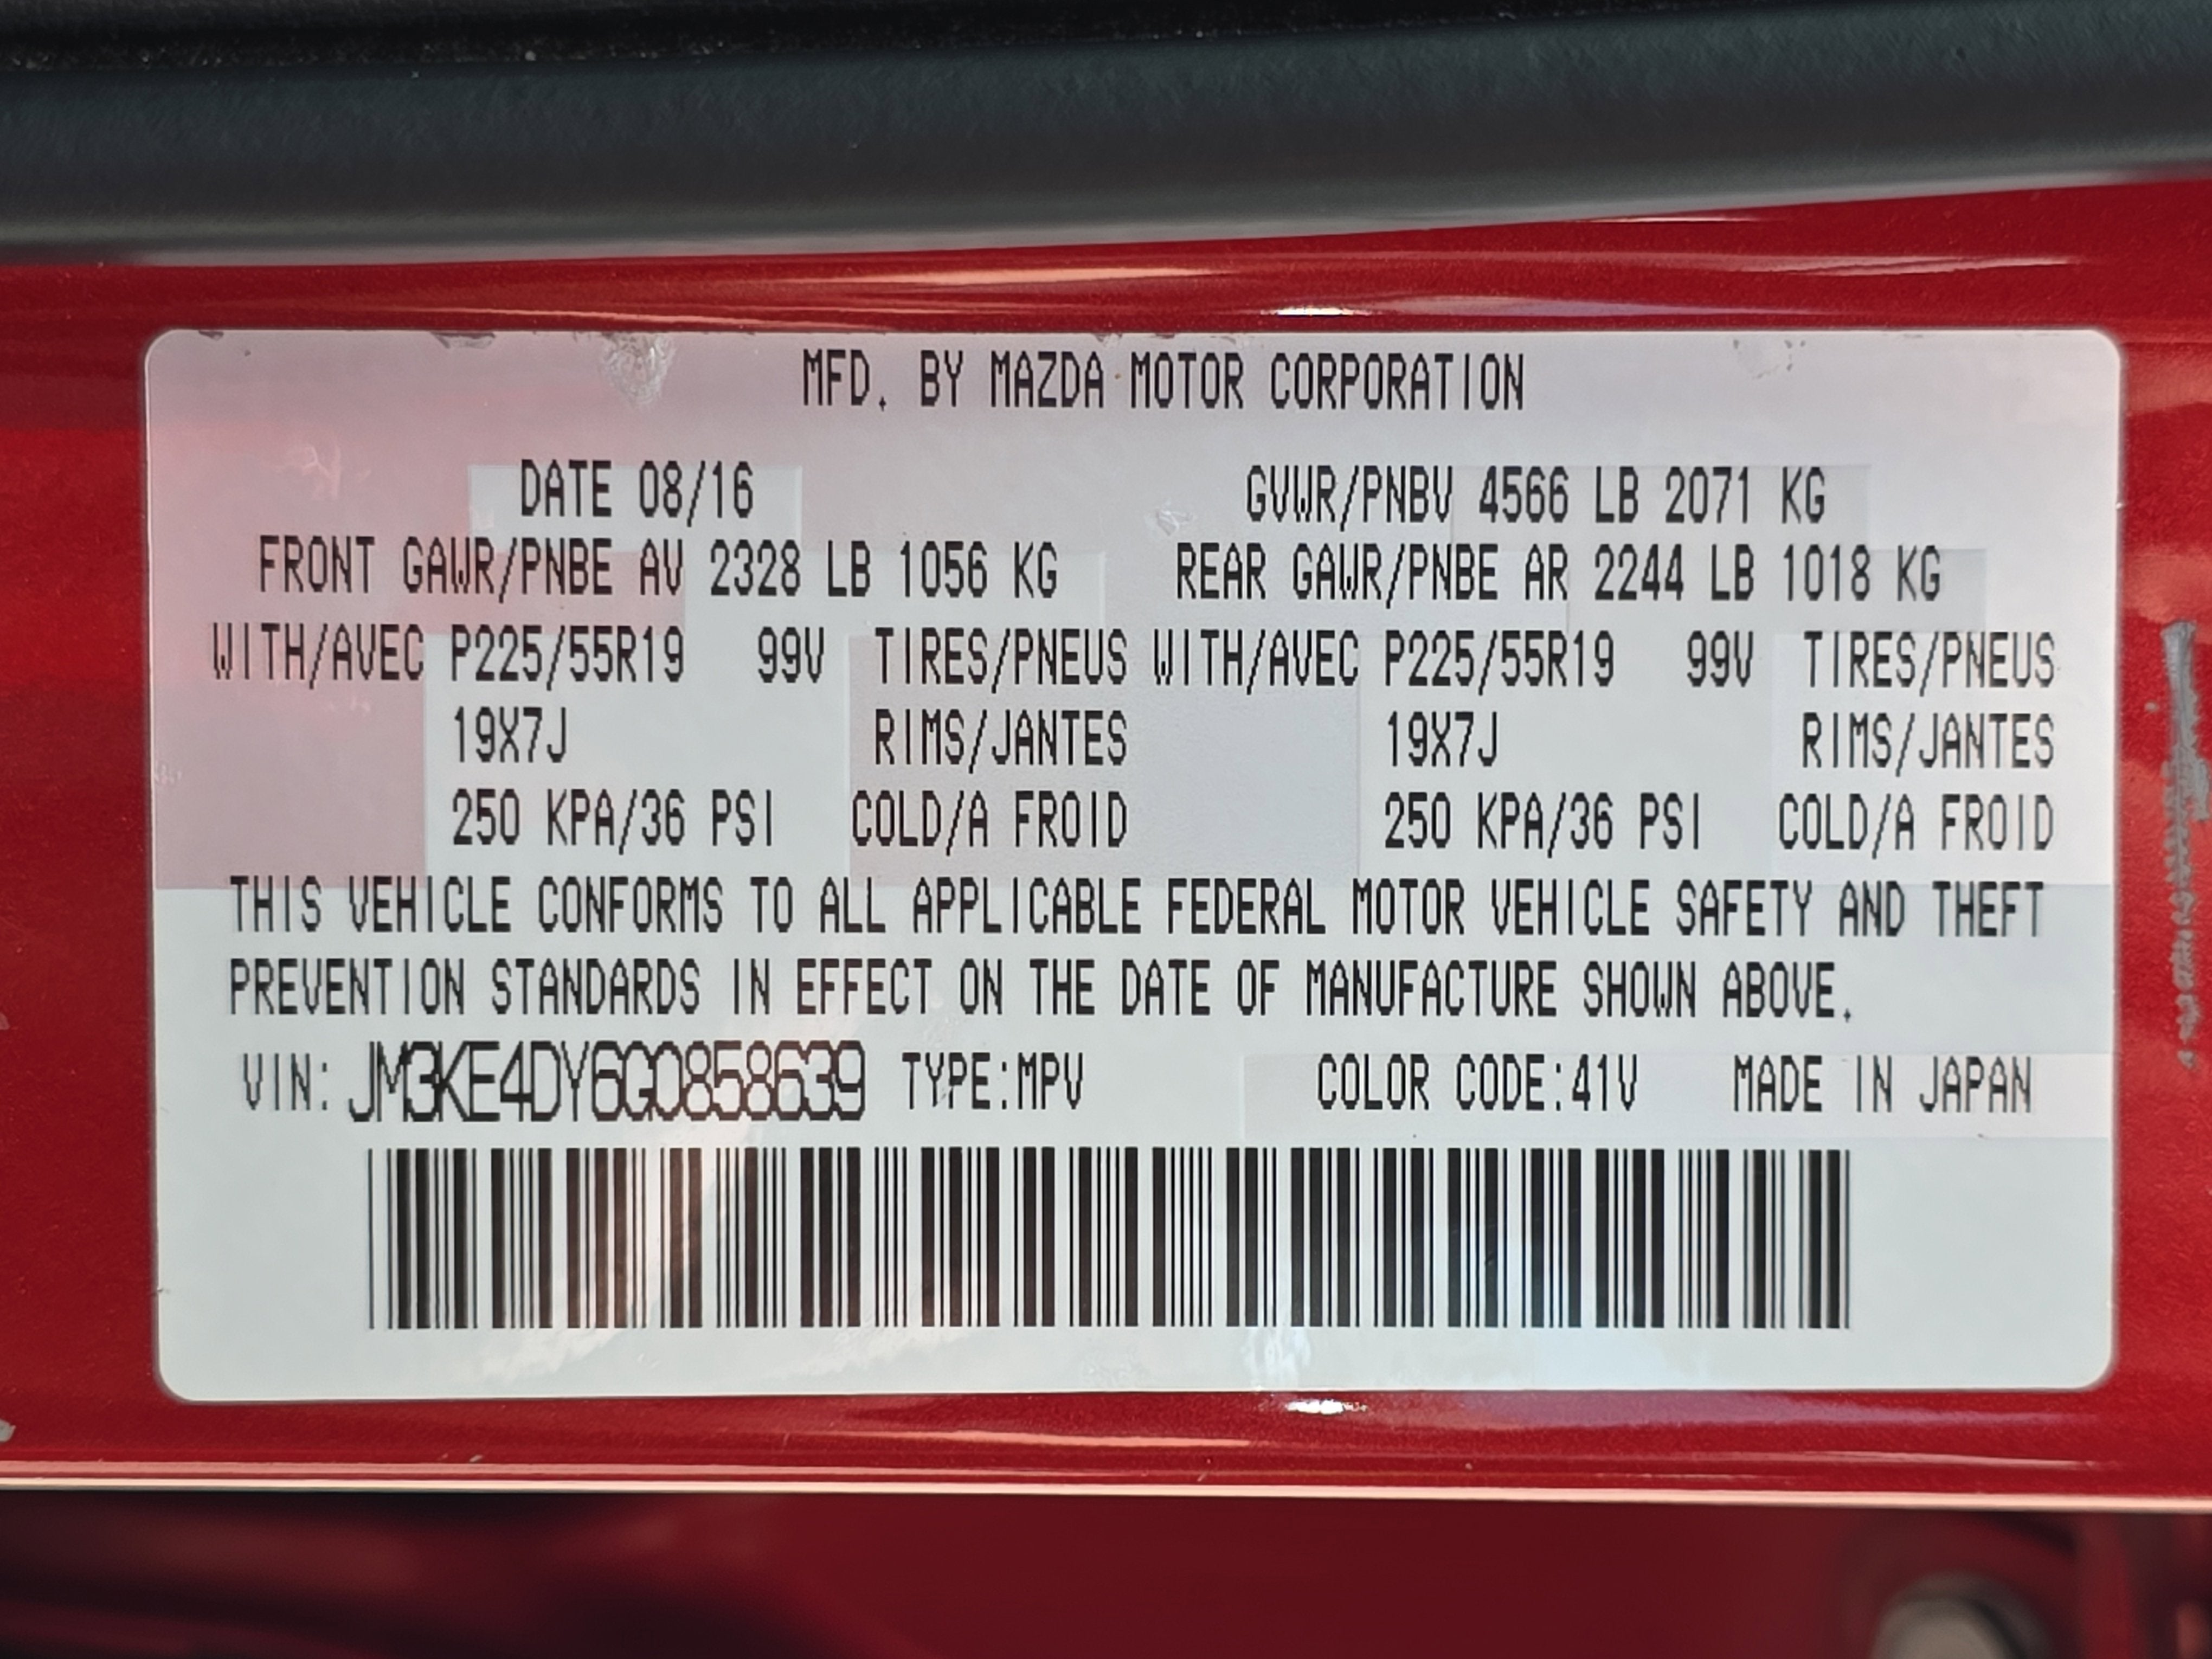 MFD. BY MAZDA MOTOR CORPORATION
DATE 08/16 GVWR/PNBV 4566 LB 2071 KG
FRONT GAWR/PNBE AV 2328 LB 1056 KG REAR GAWR/PNBE AR 2244 LB 1018 KG
WITH/AVEC P225/55R19 99V TIRES/PNEUS WITH/AVEC P225/55R19 99V TIRES/PNEUS
19X7J RIMS/JANTES 19X7J RIMS/JANTES
250 KPA/36 PSI COLD/A FROID 250 KPA/36 PSI COLD/A FROID
THIS VEHICLE CONFORMS TO ALL APPLICABLE FEDERAL MOTOR VEHICLE SAFETY AND THEFT
PREVENTION STANDARDS IN EFFECT ON THE DATE OF MANUFACTURE SHOWN ABOVE.
VIN: JM3KE4DY6G0858639 TYPE:MPV COLOR CODE:41V MADE IN JAPAN